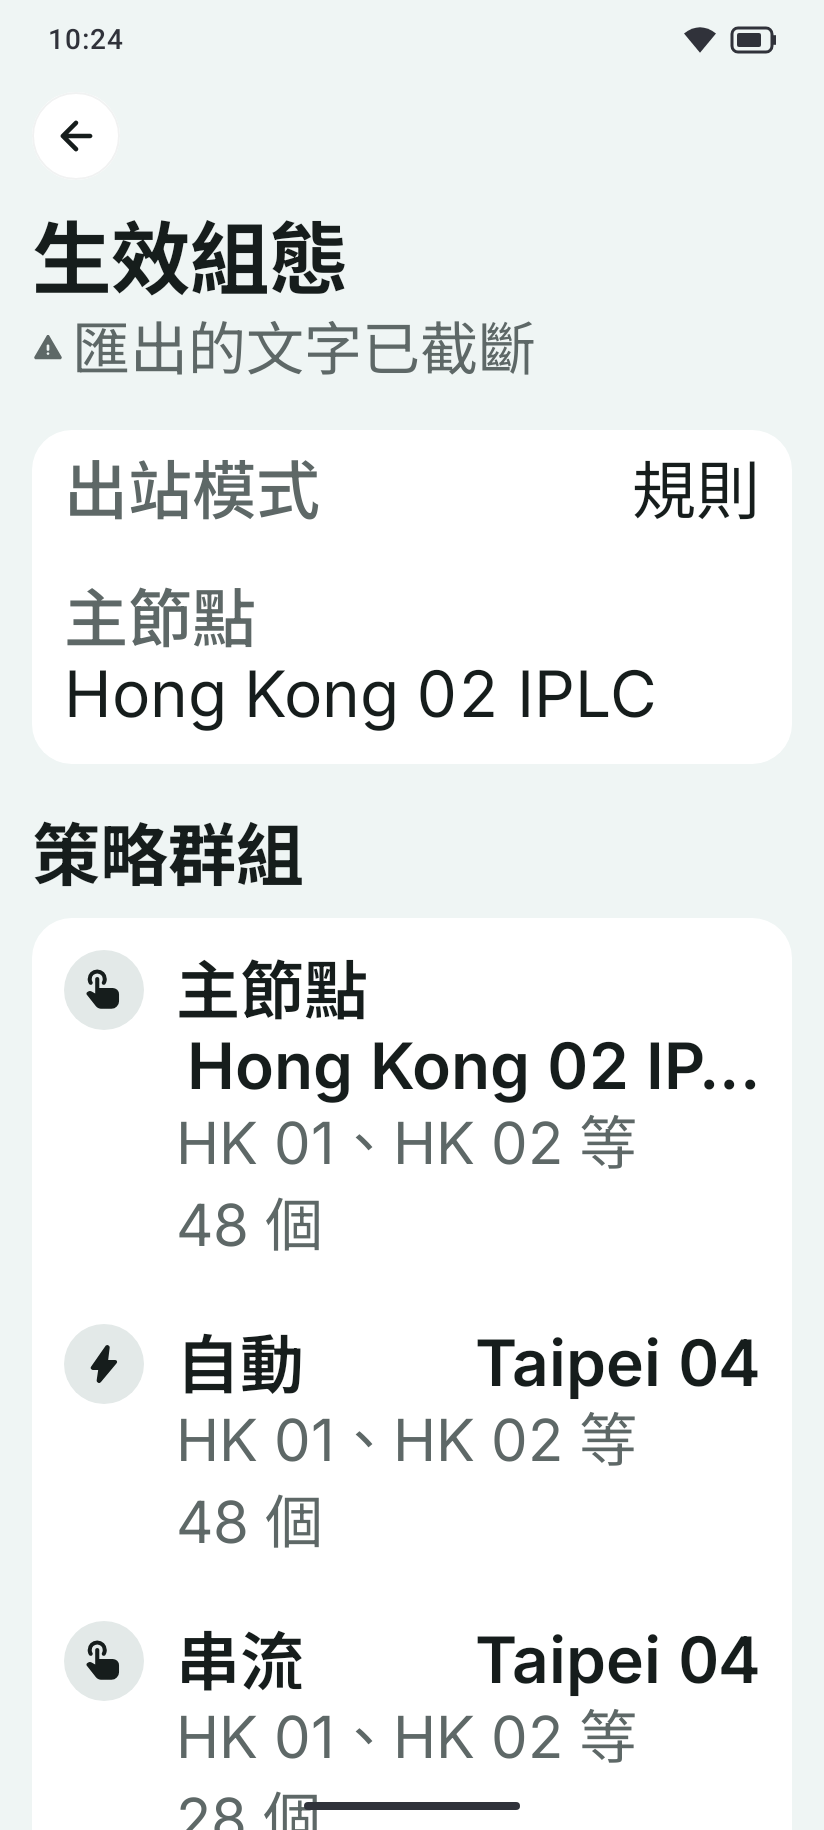 10:24
生效組態
匯出的文字已截斷
出站模式 規則
主節點
Hong Kong 02 IPLC
策略群組
主節點
Hong Kong 02 IP...
HK 01、HK 02 等
48 個
自動 Taipei 04
HK 01、HK 02 等
48 個
串流 Taipei 04
HK 01、HK 02 等
28 個